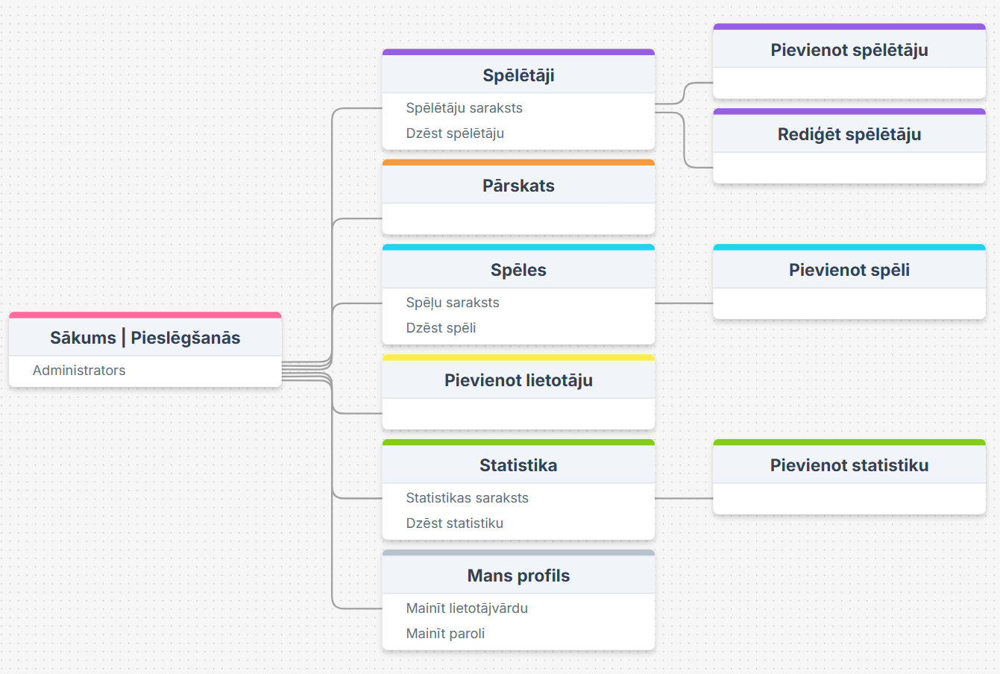 Sākums | Pieslēgšanās
Administrators
Spēlētāji
Spēlētāju saraksts
Dzēst spēlētāju
Pievienot spēlētāju
Rediģēt spēlētāju
Pārskats
Spēles
Spēļu saraksts
Dzēst spēli
Pievienot spēli
Pievienot lietotāju
Statistika
Statistikas saraksts
Dzēst statistiku
Pievienot statistiku
Mans profils
Mainīt lietotājvārdu
Mainīt paroli